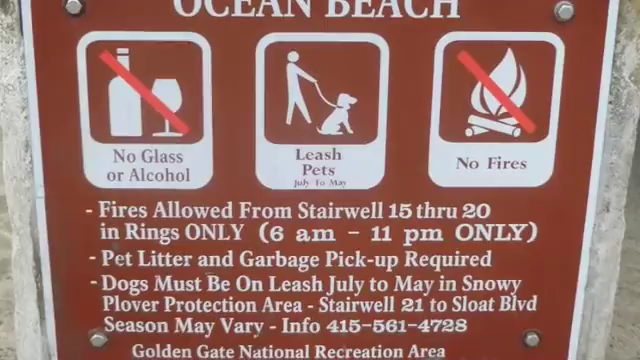 OCEAN BEACH
No Glass
or Alcohol
Leash
Pets
July To May
No Fires
- Fires Allowed From Stairwell 15 thru 20
in Rings ONLY (6 am - 11 pm ONLY)
- Pet Litter and Garbage Pick-up Required
- Dogs Must Be On Leash July to May in Snowy
Plover Protection Area - Stairwell 21 to Sloat Blvd
Season May Vary - Info 415-561-4728
Golden Gate National Recreation Area